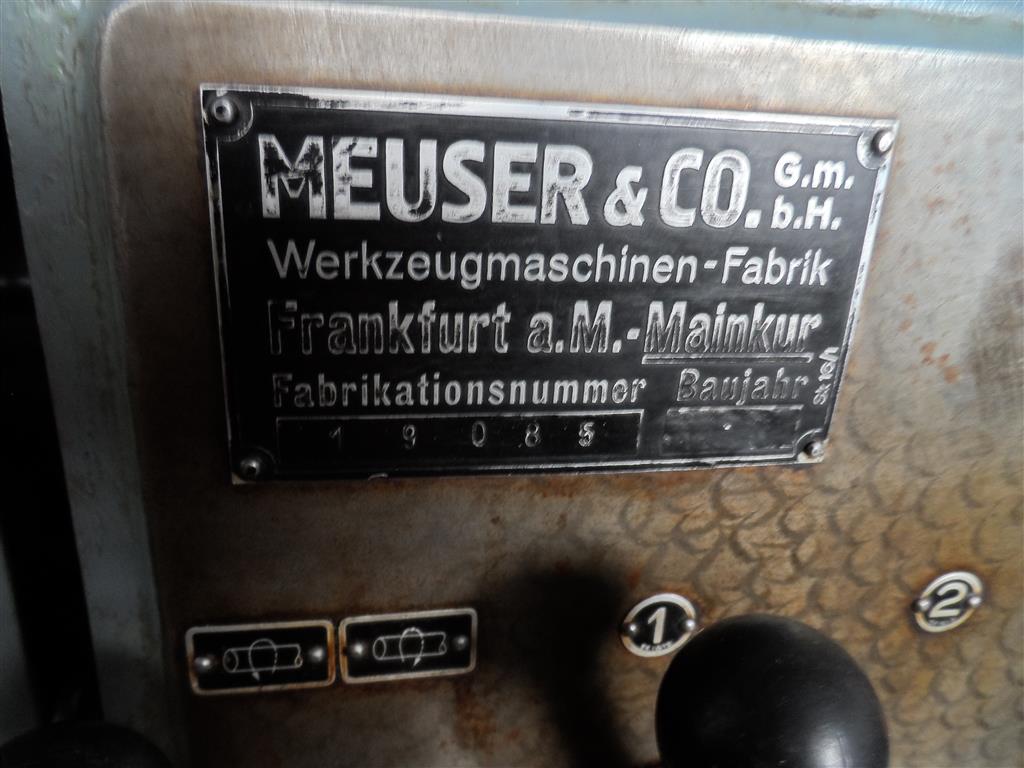 MEUSER & CO. G.m.b.H.
Werkzeugmaschinen-Fabrik
Frankfurt a.M.-Mainkur
Fabrikationsnummer Baujahr
19085
1
2